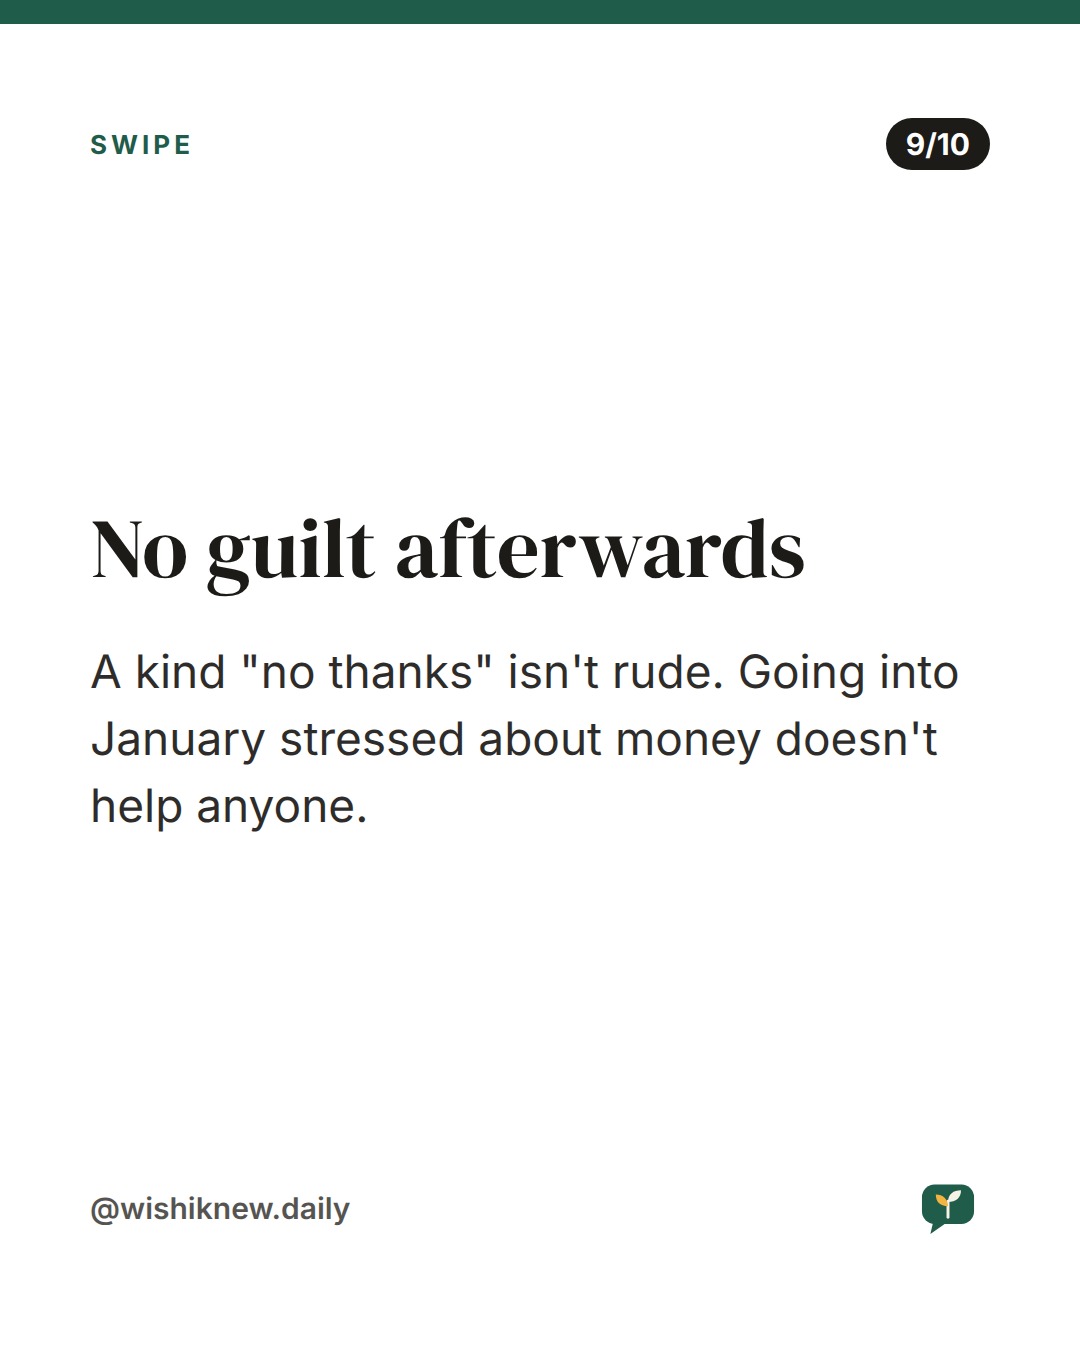 SWIPE
9/10
No guilt afterwards
A kind "no thanks" isn't rude. Going into
January stressed about money doesn't
help anyone.
@wishiknew.daily